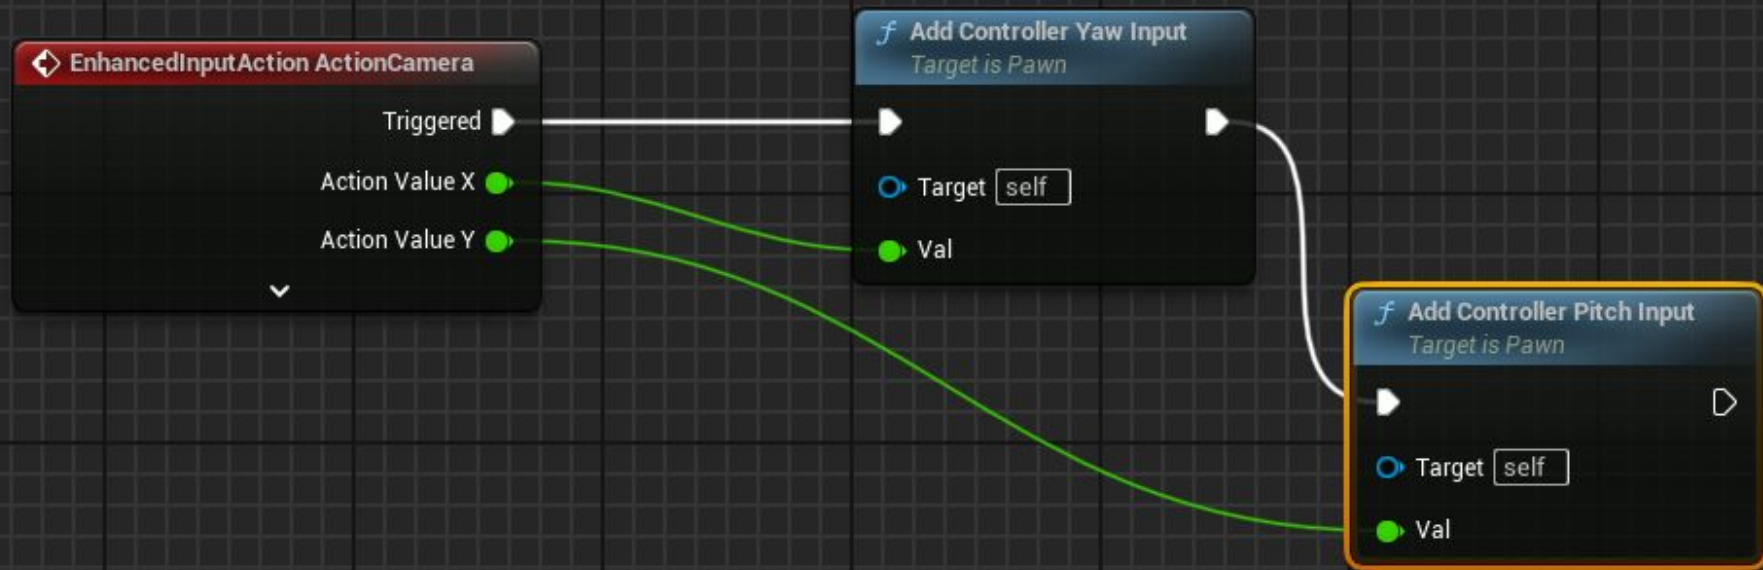 EnhancedInputAction ActionCamera
Triggered
Action Value X
Action Value Y
f Add Controller Yaw Input
Target is Pawn
Target self
Val
f Add Controller Pitch Input
Target is Pawn
Target self
Val